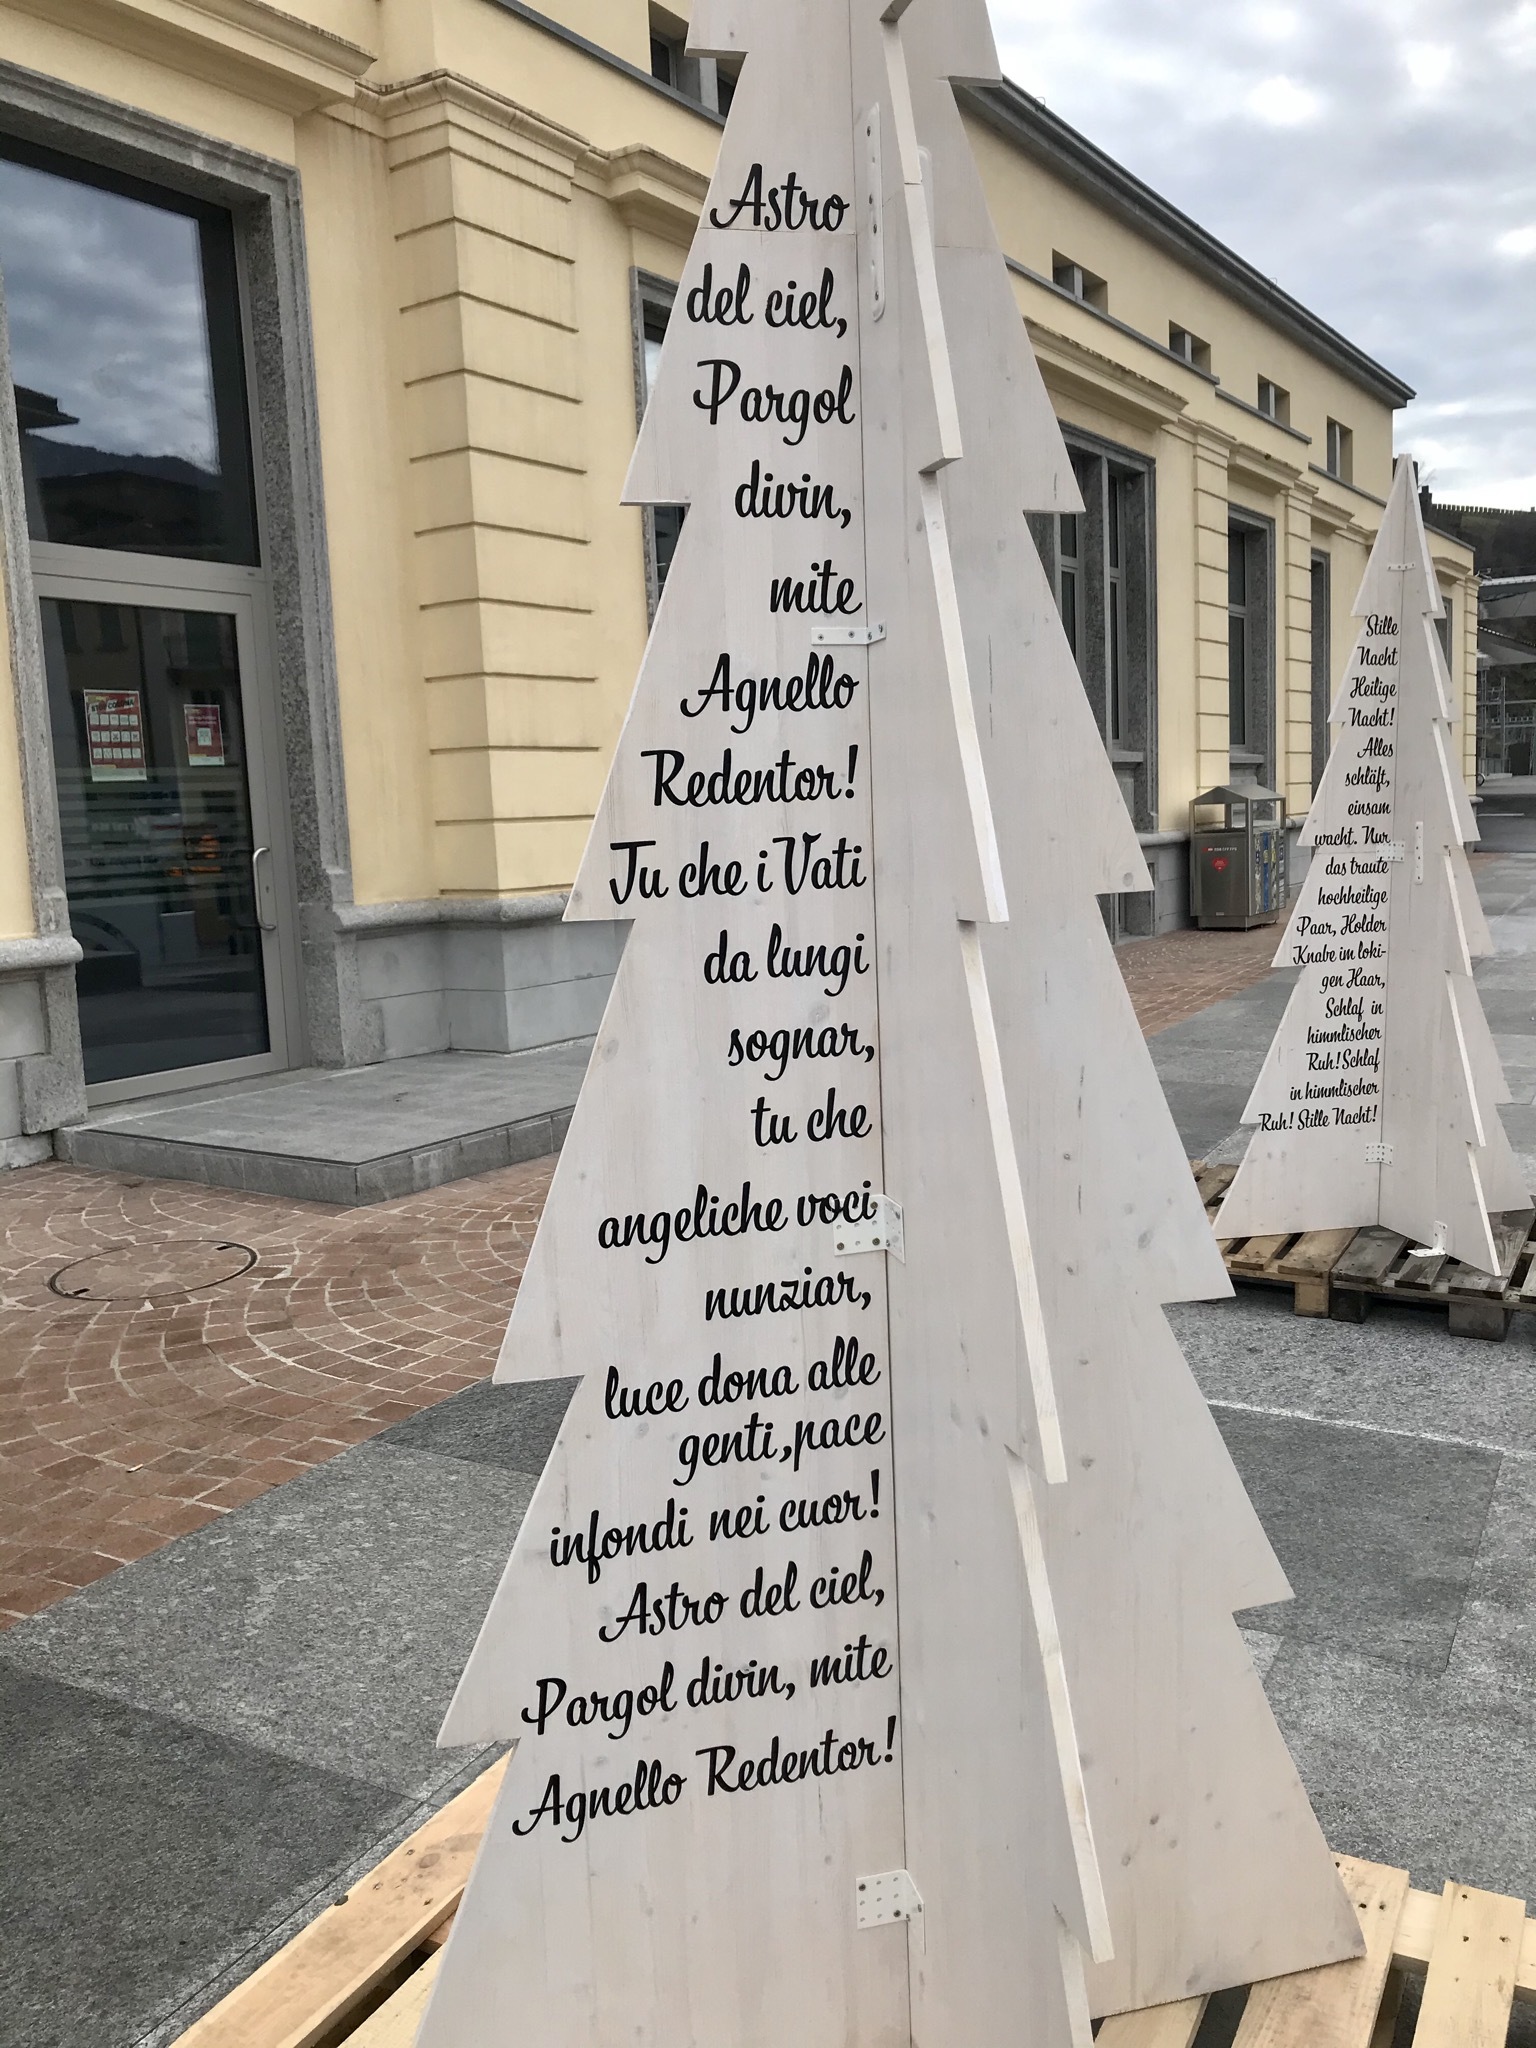 Astro
del ciel,
Pargol
divin,
mite
Agnello
Redentor!
Tu che i Vati
da lungi
sognar,
tu che
angeliche voci
nunziar,
luce dona alle
genti,pace
infondi nei cuor!
Astro del ciel,
Pargol divin, mite
Agnello Redentor!
Stille
Nacht
Heilige
Nacht!
Alles
schläft,
einsam
wacht. Nur
das traute
hochheilige
Paar, Holder
Knabe im loki-
gen Haar,
Schlaf in
himmlischer
Ruh! Schlaf
in himmlischer
Ruh! Stille Nacht!